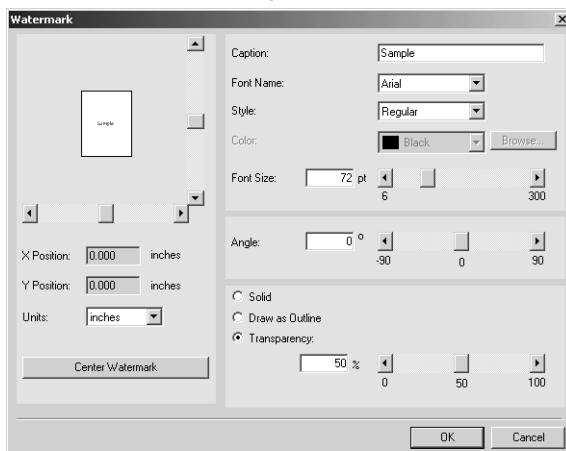 Watermark
Sample
X Position: 0.000 inches
Y Position: 0.000 inches
Units: inches
Center Watermark
Caption: Sample
Font Name: Arial
Style: Regular
Color: Black Browse...
Font Size: 72 pt
6 300
Angle: 0 °
-90 0 90
Solid
Draw as Outline
Transparency:
50 %
0 50 100
OK Cancel